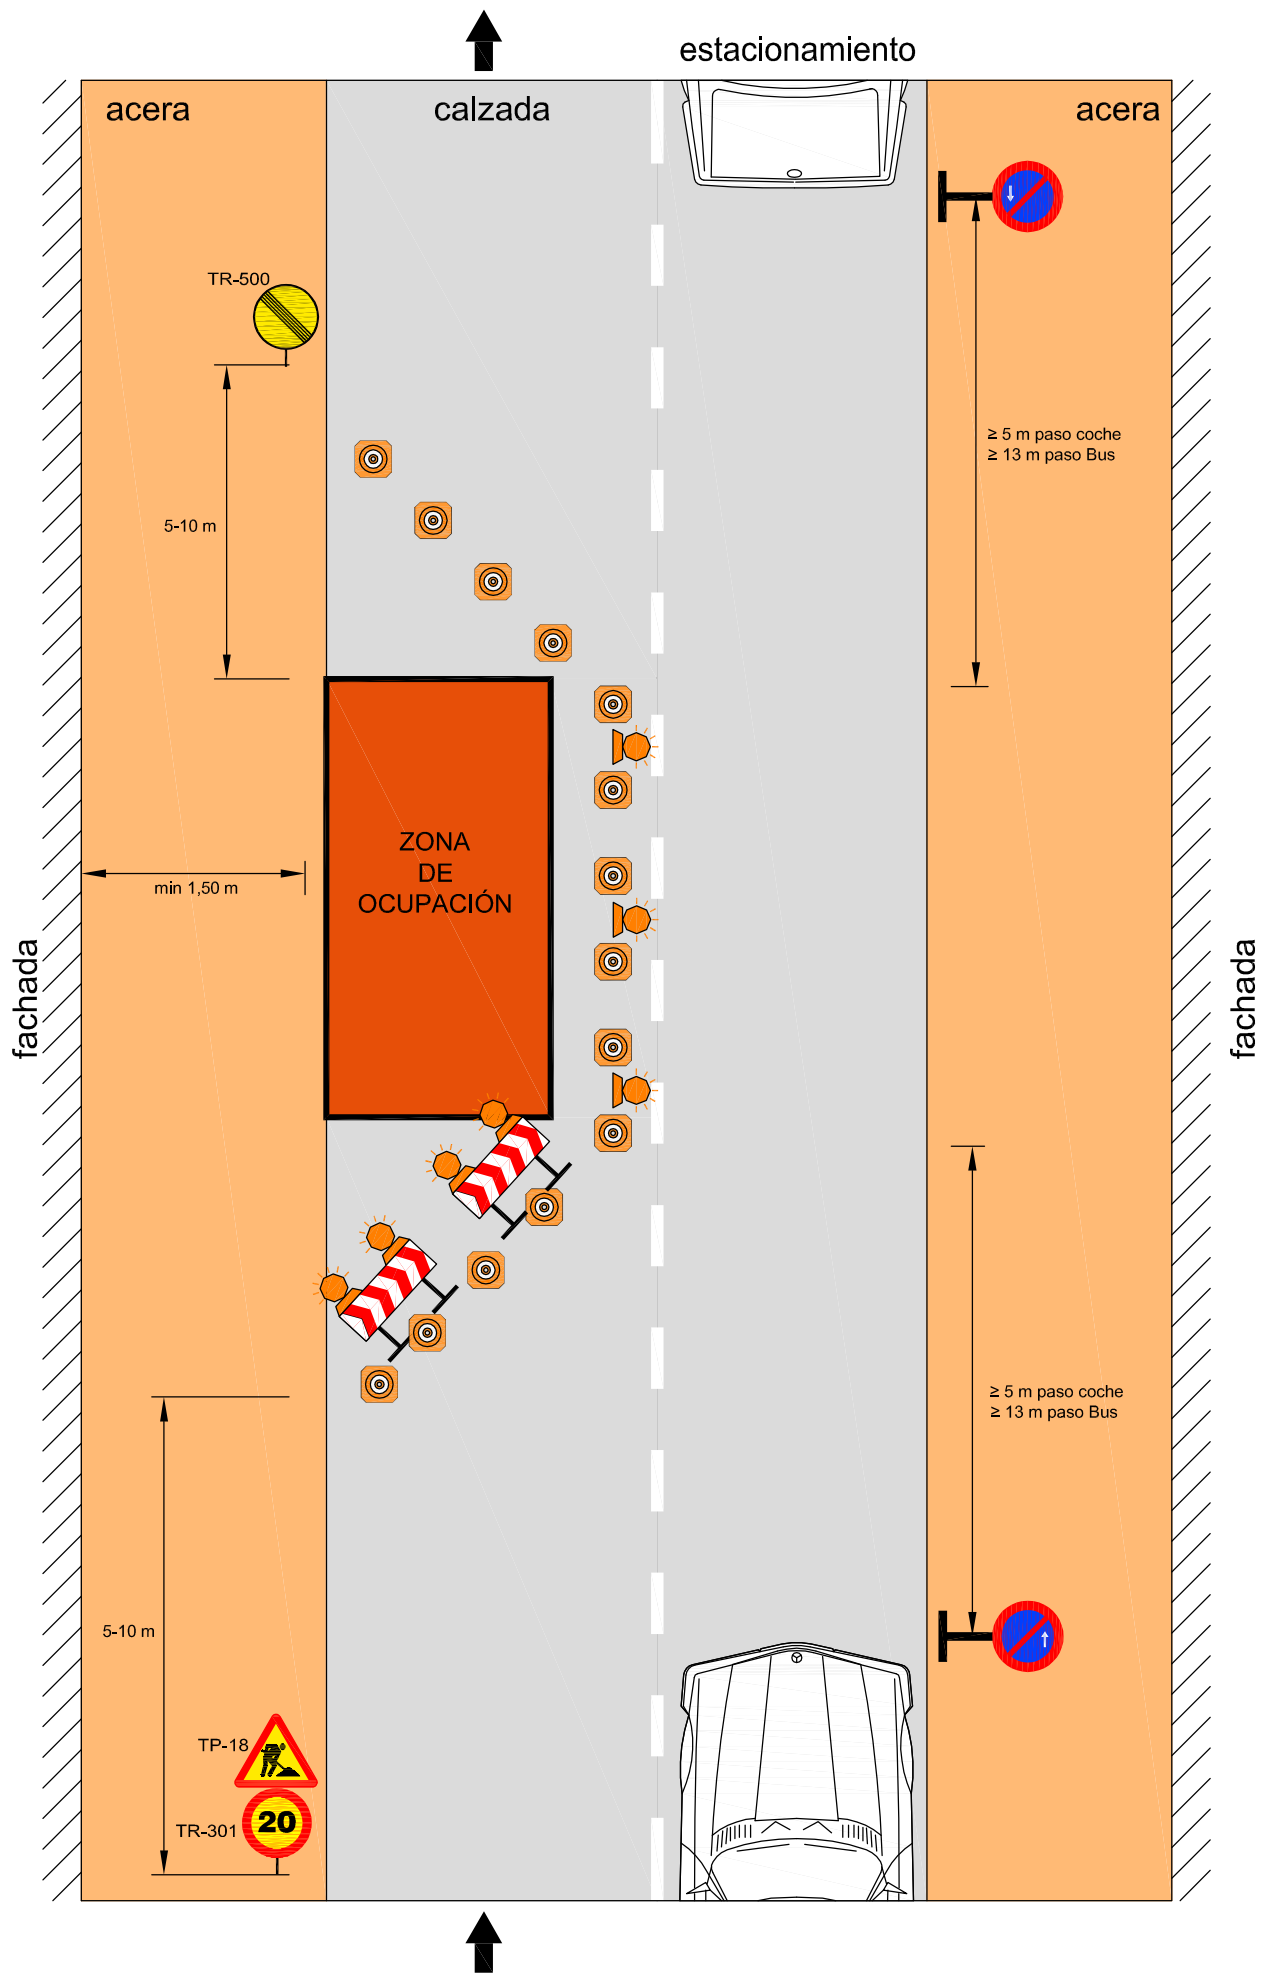 estacionamiento
acera
calzada
acera
TR-500
≥ 5 m paso coche
≥ 13 m paso Bus
5-10 m
ZONA
DE
OCUPACIÓN
min 1,50 m
fachada
fachada
≥ 5 m paso coche
≥ 13 m paso Bus
5-10 m
TP-18
TR-301
20